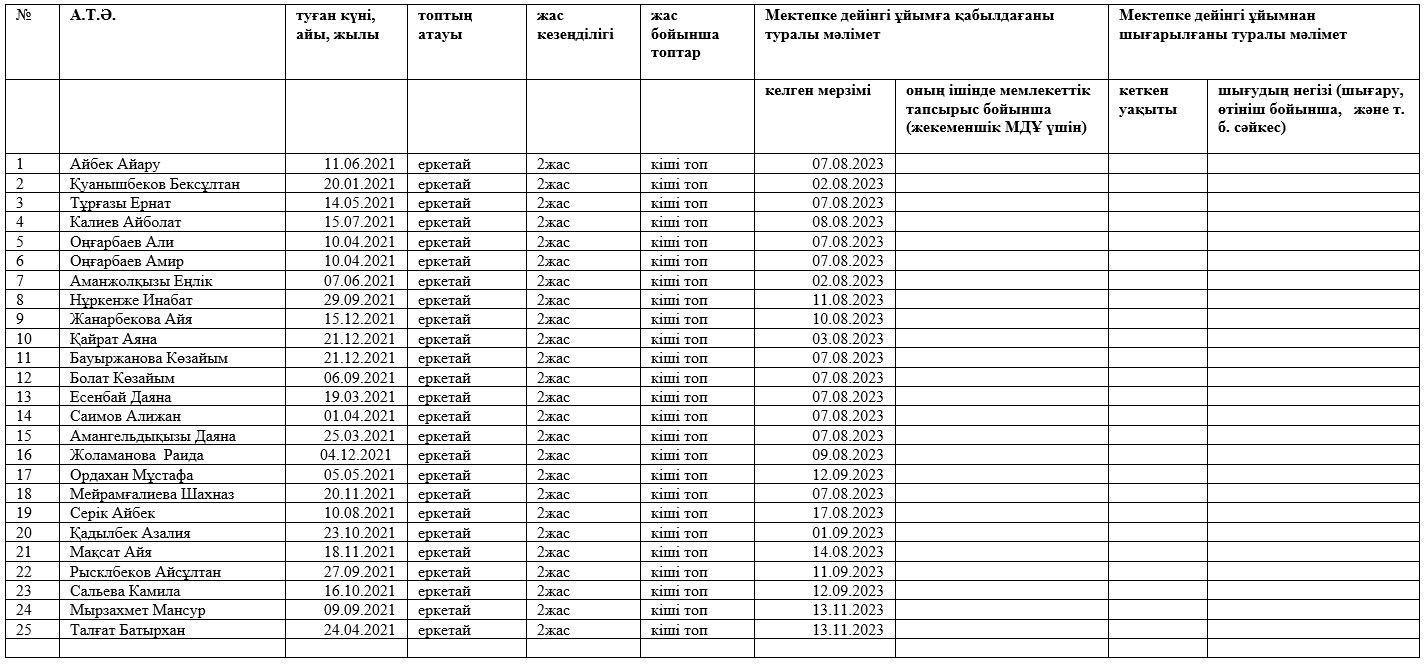 № А.Т.Ә. туған күні, айы, жылы топтың атауы жас кезеңділігі жас бойынша топтар Мектепке дейінгі ұйымға қабылдағаны туралы мәлімет Мектепке дейінгі ұйымнан шығарылғаны туралы мәлімет
келген мерзімі оның ішінде мемлекеттік тапсырыс бойынша (жекеменшік МДҰ үшін) кеткен уақыты шығудың негізі (шығару, өтініш бойынша, және т. б. сәйкес)
1 Айбек Айару 11.06.2021 еркетай 2жас кіші топ 07.08.2023
2 Қуанышбеков Бексұлтан 20.01.2021 еркетай 2жас кіші топ 02.08.2023
3 Тұрғазы Ернат 14.05.2021 еркетай 2жас кіші топ 07.08.2023
4 Калиев Айболат 15.07.2021 еркетай 2жас кіші топ 08.08.2023
5 Оңғарбаев Али 10.04.2021 еркетай 2жас кіші топ 07.08.2023
6 Оңғарбаев Амир 10.04.2021 еркетай 2жас кіші топ 07.08.2023
7 Аманжолқызы Еңлік 07.06.2021 еркетай 2жас кіші топ 02.08.2023
8 Нұркенже Инабат 29.09.2021 еркетай 2жас кіші топ 11.08.2023
9 Жанарбекова Айя 15.12.2021 еркетай 2жас кіші топ 10.08.2023
10 Қайрат Аяна 21.12.2021 еркетай 2жас кіші топ 03.08.2023
11 Бауыржанова Көзайым 21.12.2021 еркетай 2жас кіші топ 07.08.2023
12 Болат Көзайым 06.09.2021 еркетай 2жас кіші топ 07.08.2023
13 Есенбай Даяна 19.03.2021 еркетай 2жас кіші топ 07.08.2023
14 Саимов Алижан 01.04.2021 еркетай 2жас кіші топ 07.08.2023
15 Амангельдықызы Даяна 25.03.2021 еркетай 2жас кіші топ 07.08.2023
16 Жоламанова Раида 04.12.2021 еркетай 2жас кіші топ 09.08.2023
17 Ордахан Мұстафа 05.05.2021 еркетай 2жас кіші топ 12.09.2023
18 Мейрамғалиева Шахназ 20.11.2021 еркетай 2жас кіші топ 07.08.2023
19 Серік Айбек 10.08.2021 еркетай 2жас кіші топ 17.08.2023
20 Қадылбек Азалия 23.10.2021 еркетай 2жас кіші топ 01.09.2023
21 Мақсат Айя 18.11.2021 еркетай 2жас кіші топ 14.08.2023
22 Рысклбеков Айсұлтан 27.09.2021 еркетай 2жас кіші топ 11.09.2023
23 Сальева Камила 16.10.2021 еркетай 2жас кіші топ 12.09.2023
24 Мырзахмет Мансур 09.09.2021 еркетай 2жас кіші топ 13.11.2023
25 Талғат Батырхан 24.04.2021 еркетай 2жас кіші топ 13.11.2023